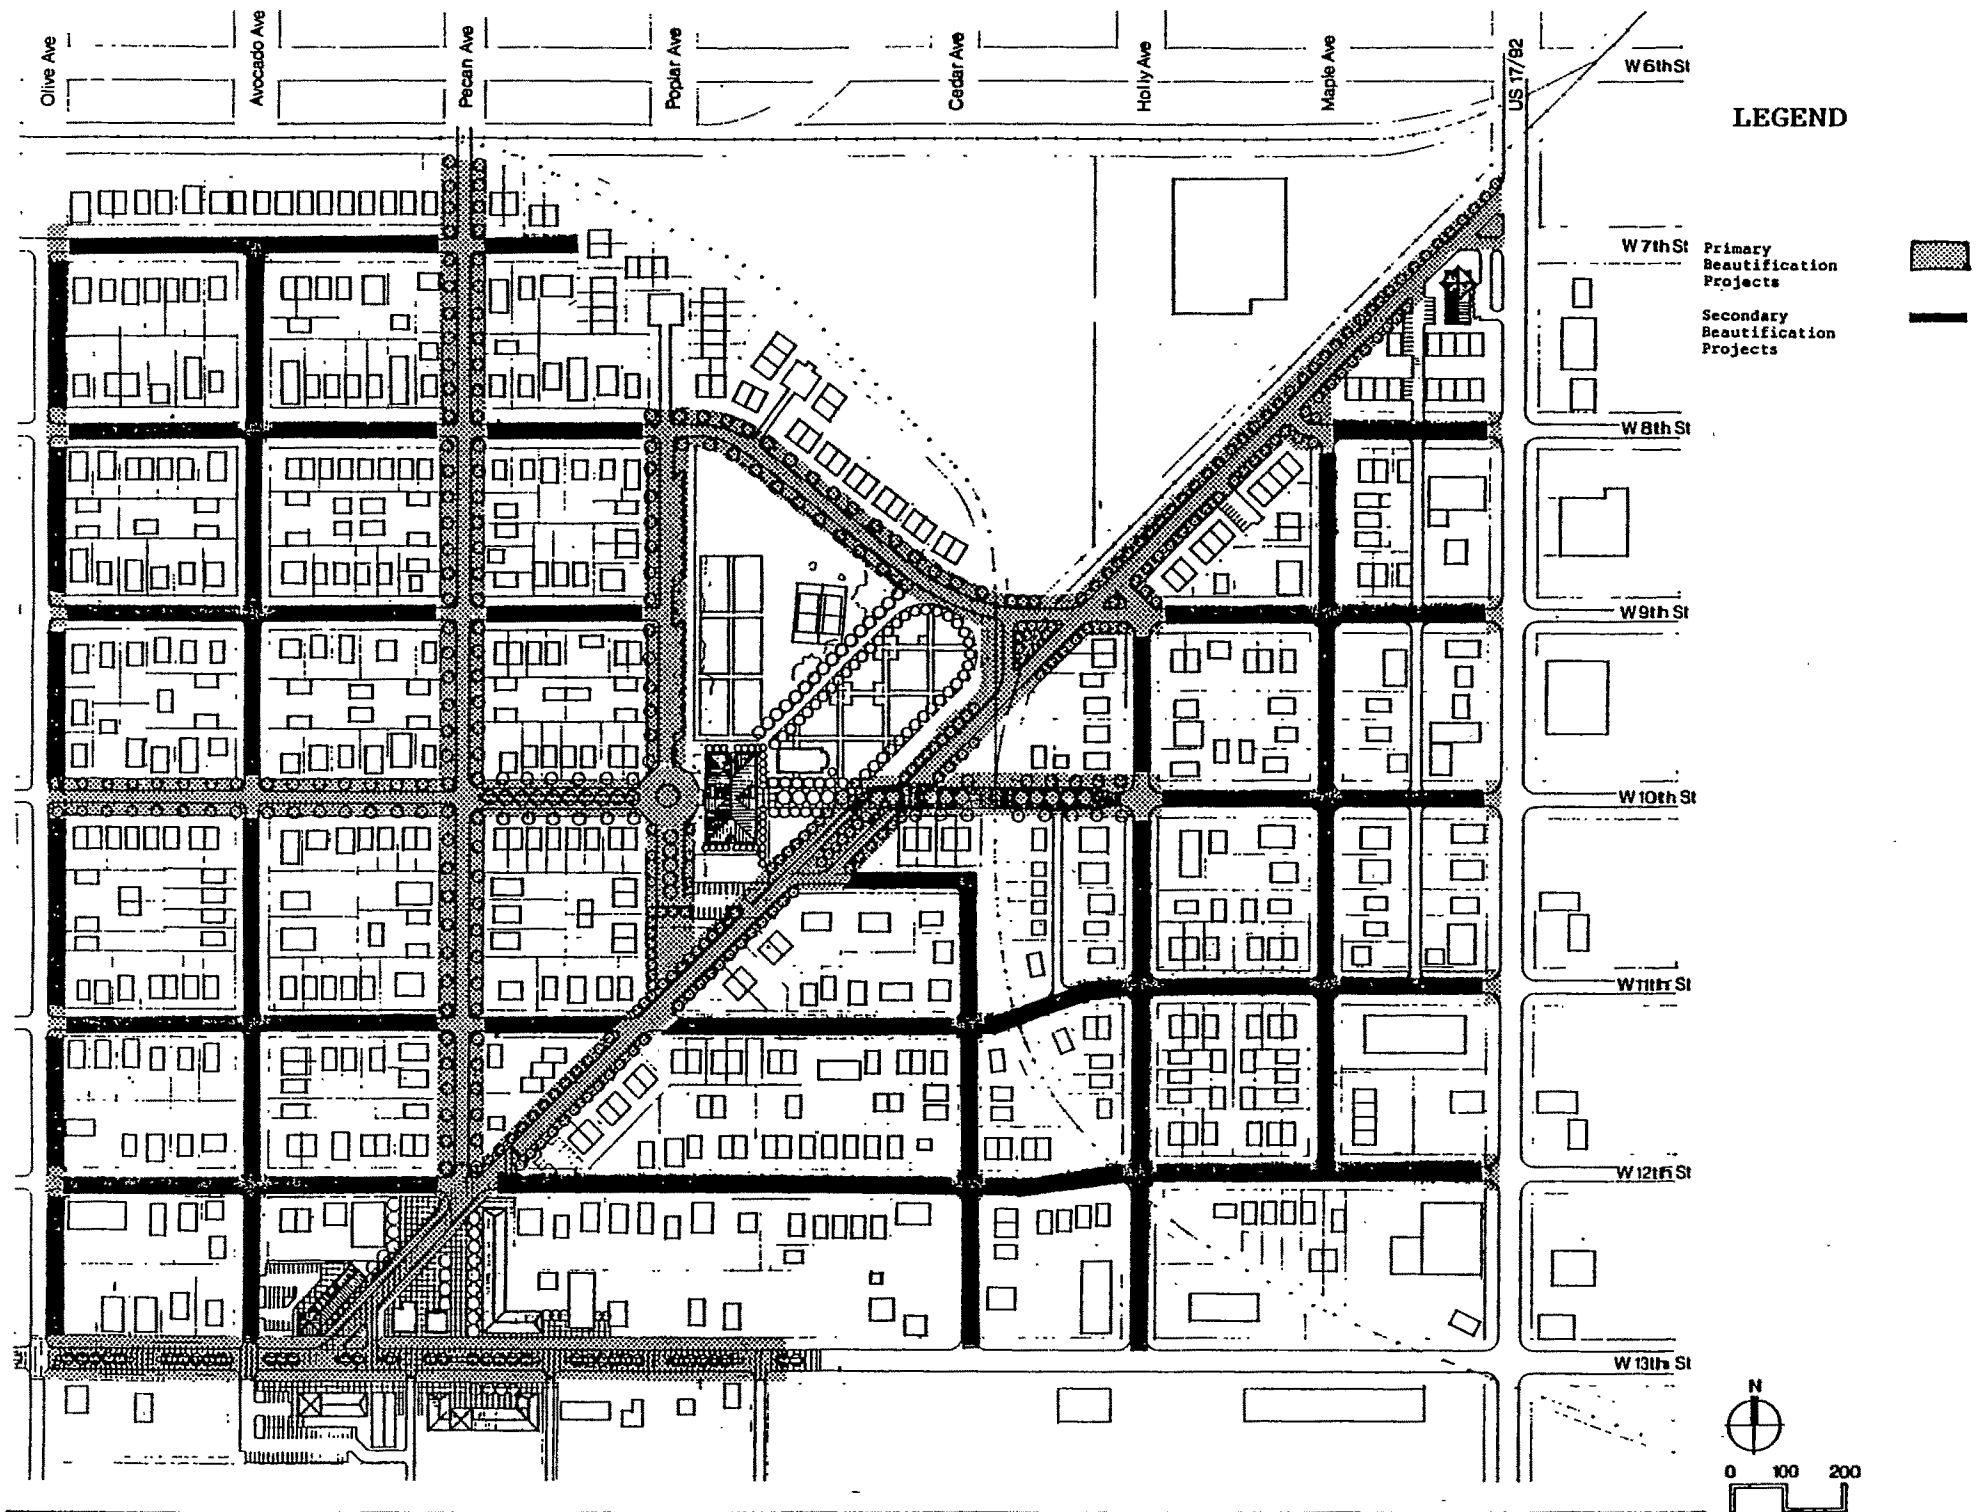 Olive Ave
Avocado Ave
Pecan Ave
Poplar Ave
Cedar Ave
Holly Ave
Maple Ave
US 17/92
W 6th St
LEGEND
W 7th St
Primary
Beautification
Projects
Secondary
Beautification
Projects
W 8th St
W 9th St
W 10th St
W 11th St
W 12th St
W 13th St
N
0 100 200